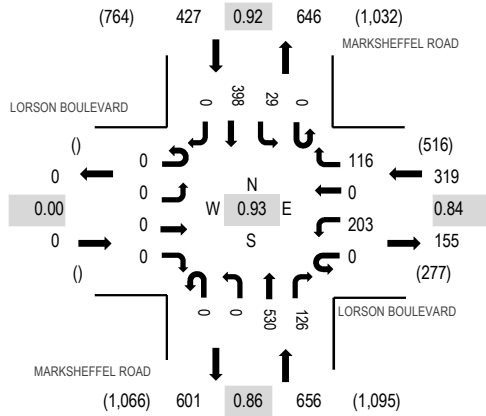 (764) 427 0.92 646 (1,032)
MARKSHEFFEL ROAD
0 398 29 0
LORSON BOULEVARD
() (516)
0 0 116 319
0 N 0
0.00 W 0.93 E 0.84
0 S 203
0 0 0 155
() (277)
0 0 530 126
LORSON BOULEVARD
MARKSHEFFEL ROAD
(1,066) 601 0.86 656 (1,095)